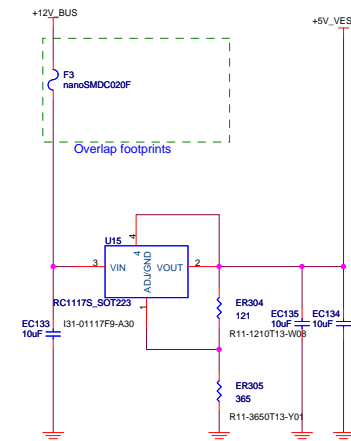 +12V_BUS
+5V_VES
F3
nanoSMDC020F
Overlap footprints
4
U15
4
3
VIN
ADJ/GND
VOUT
2
1
RC1117S_SOT223
I31-01117F9-A30
EC133
10uF
ER304
121
R11-1210T13-W08
EC135
10uF
EC134
10uF
ER305
365
R11-3650T13-Y01